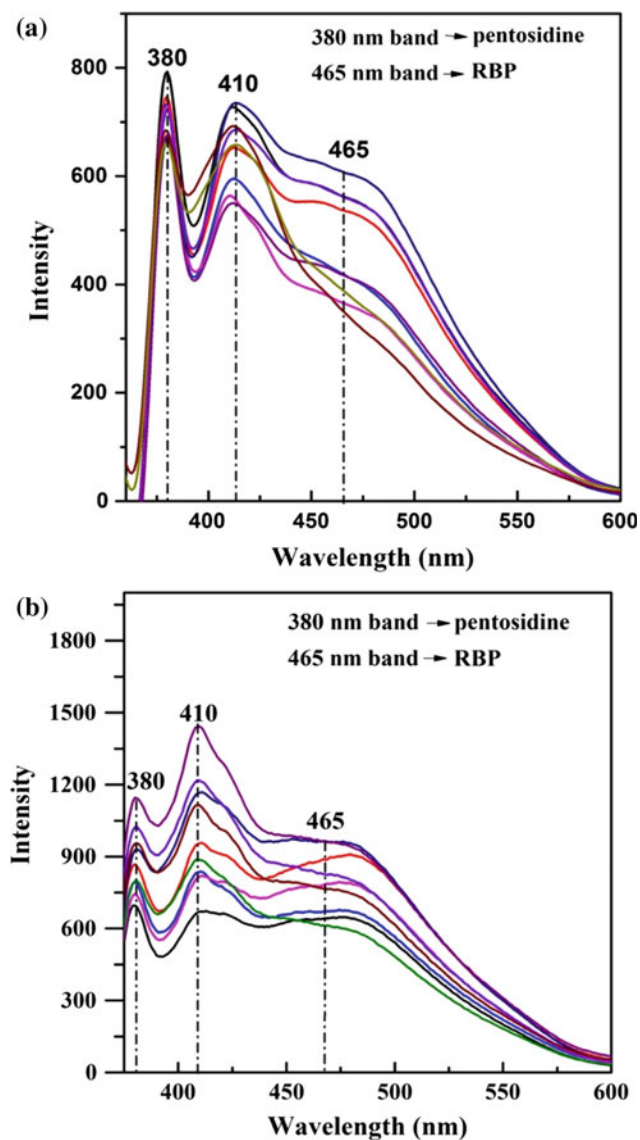 (a)
380 nm band → pentosidine
465 nm band → RBP
380
410
465
800
600
400
200
0
Intensity
400 450 500 550 600
Wavelength (nm)
(b)
380 nm band → pentosidine
465 nm band → RBP
380
410
465
1800
1500
1200
900
600
300
0
Intensity
400 450 500 550 600
Wavelength (nm)